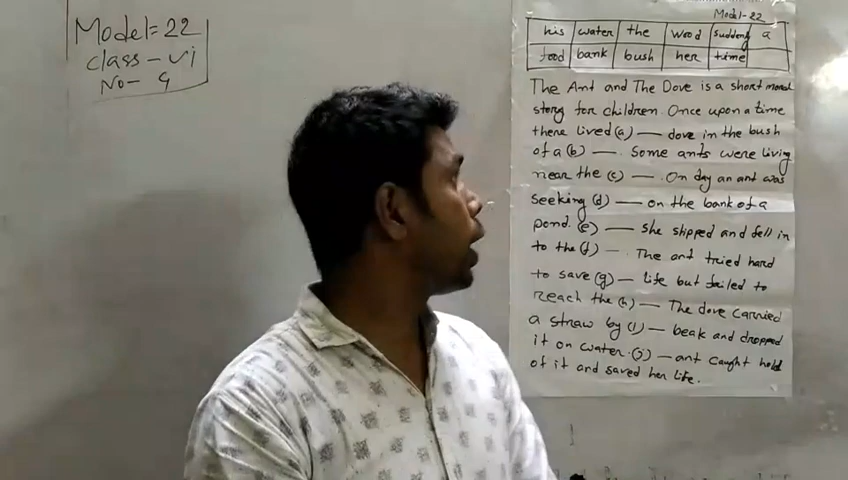 Model=22
class-vi
No- 4
Model-22
his water the wood suddenly a
food bank bush her time
The Ant and The Dove is a short moral
story for children. Once upon a time
there lived (a) — dove in the bush
of a (b) —. Some ants were living
near the (c) —. On day an ant was
seeking (d) — on the bank of a
pond. (e) — she slipped and fell in
to the (f) —. The ant tried hard
to save (g) — life but failed to
reach the (h) — The dove carried
a straw by (i) — beak and dropped
it on water. (j) — ant caught hold
of it and saved her life.